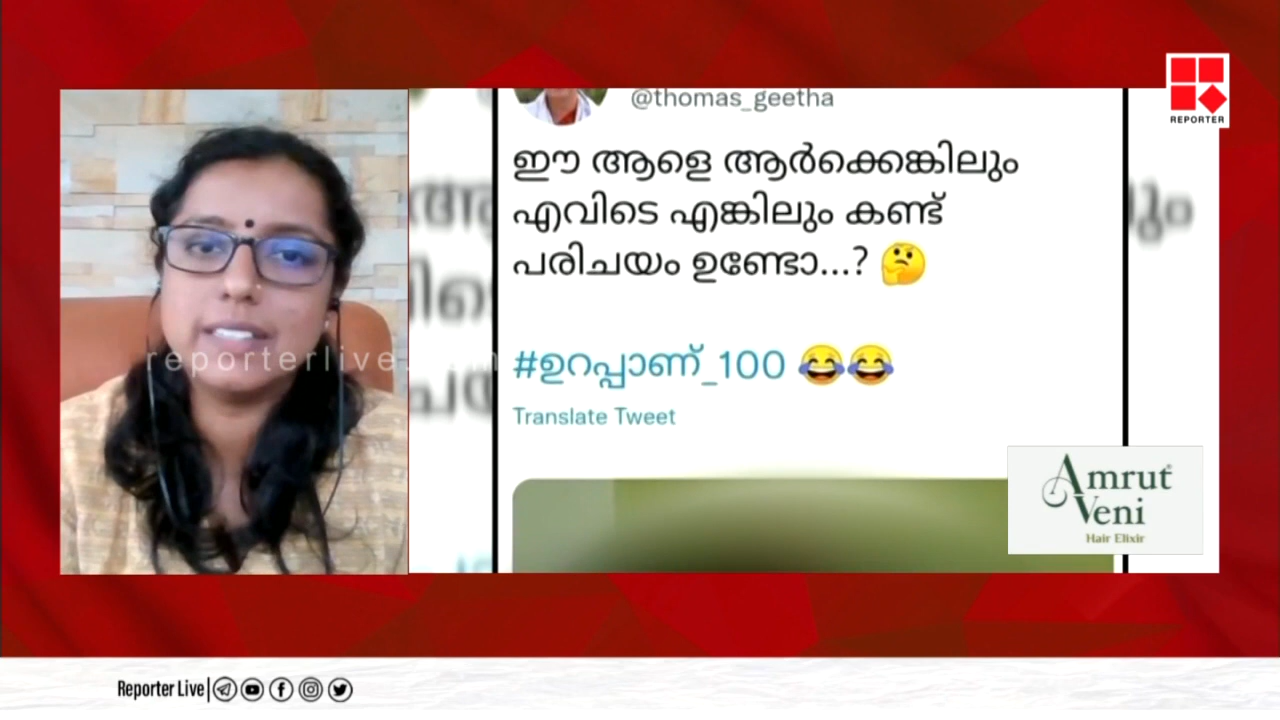 @thomas_geetha
ഈ ആളെ ആർക്കെങ്കിലും
എവിടെ എങ്കിലും കണ്ട്
പരിചയം ഉണ്ടോ...? 🤔
#ഉറപ്പാണ്_100 😂😂
Translate Tweet
REPORTER
reporterlive.com
Amrut
Veni
Hair Elixir
Reporter Live